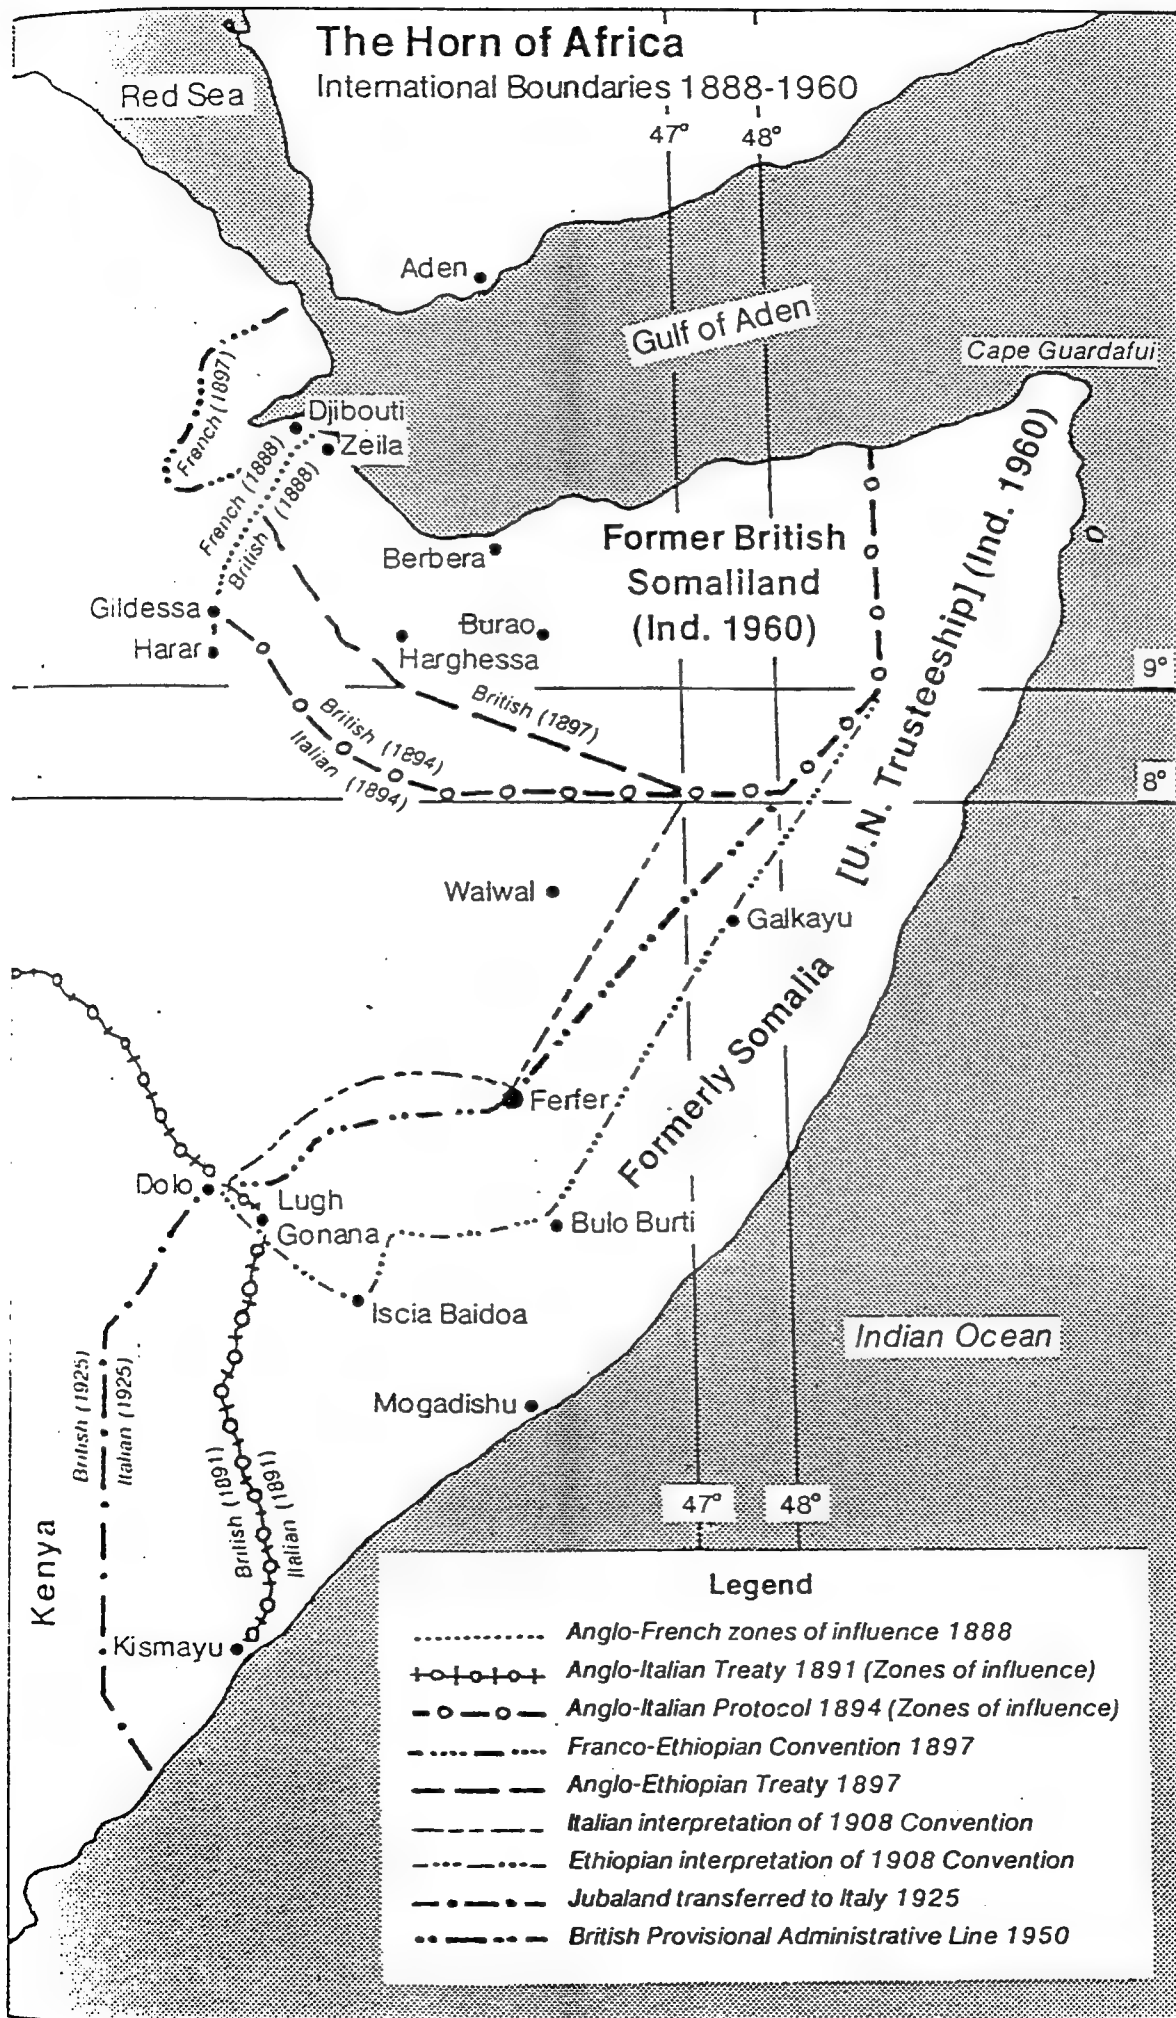 The Horn of Africa
International Boundaries 1888-1960
Red Sea
47°
48°
Aden
Gulf of Aden
Cape Guardafui
French (1897)
Djibouti
Zeila
French (1888)
British (1888)
Berbera
Former British
Somaliland
(Ind. 1960)
[U.N. Trusteeship] (Ind. 1960)
Gildessa
Harar
Burao
Harghessa
9°
British (1897)
British (1894)
Italian (1894)
8°
Walwal
Galkayu
Formerly Somalia
Ferfer
Dolo
Lugh
Gonana
Bulo Burti
Iscia Baidoa
Indian Ocean
Mogadishu
British (1925)
Italian (1925)
British (1891)
Italian (1891)
47°
48°
Kenya
Kismayu
Legend
Anglo-French zones of influence 1888
Anglo-Italian Treaty 1891 (Zones of influence)
Anglo-Italian Protocol 1894 (Zones of influence)
Franco-Ethiopian Convention 1897
Anglo-Ethiopian Treaty 1897
Italian interpretation of 1908 Convention
Ethiopian interpretation of 1908 Convention
Jubaland transferred to Italy 1925
British Provisional Administrative Line 1950